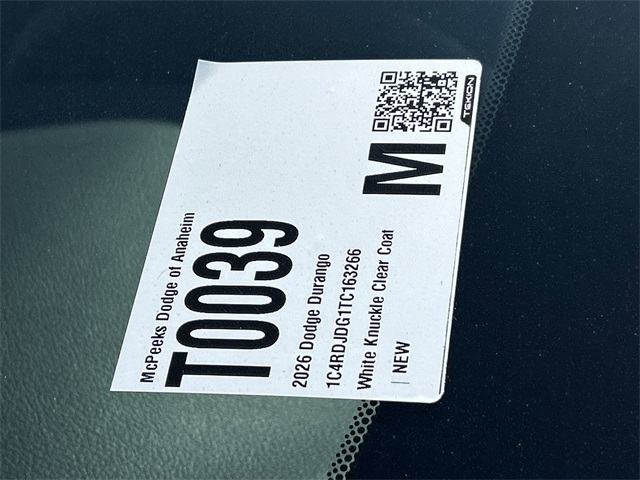 McPeeks Dodge of Anaheim
T0039
2026 Dodge Durango
1C4RDJDG1TC163266
White Knuckle Clear Coat
| NEW
M
TEKION